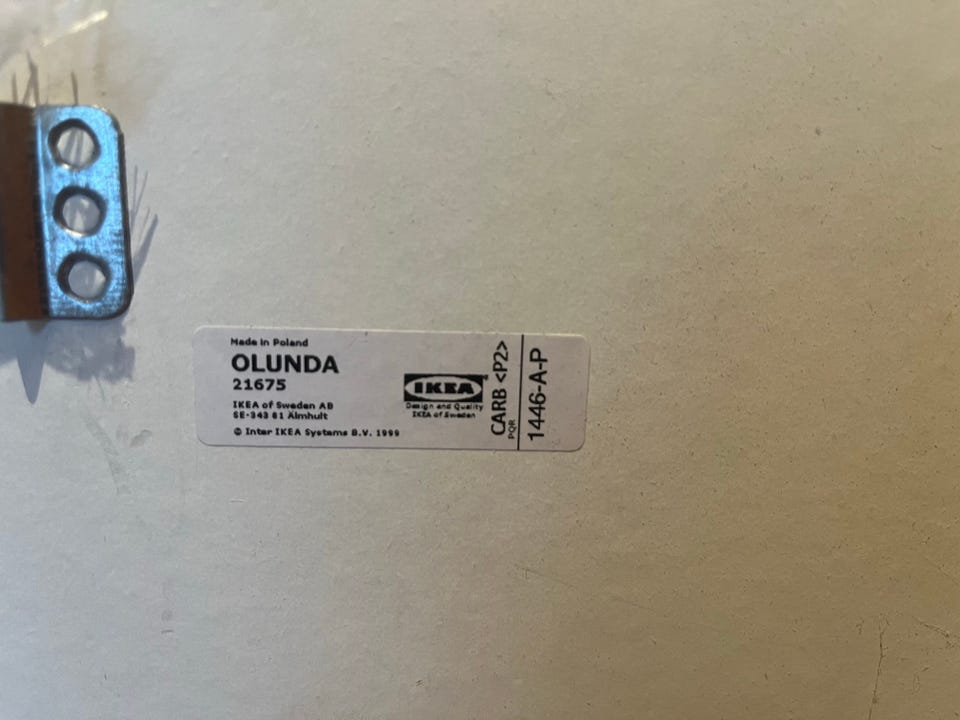 Made in Poland
OLUNDA
21675
IKEA of Sweden AB
SE-343 81 Älmhult
© Inter IKEA Systems B.V. 1999
IKEA
Design and Quality
IKEA of Sweden
CARB <P2>
PQR
1446-A-P